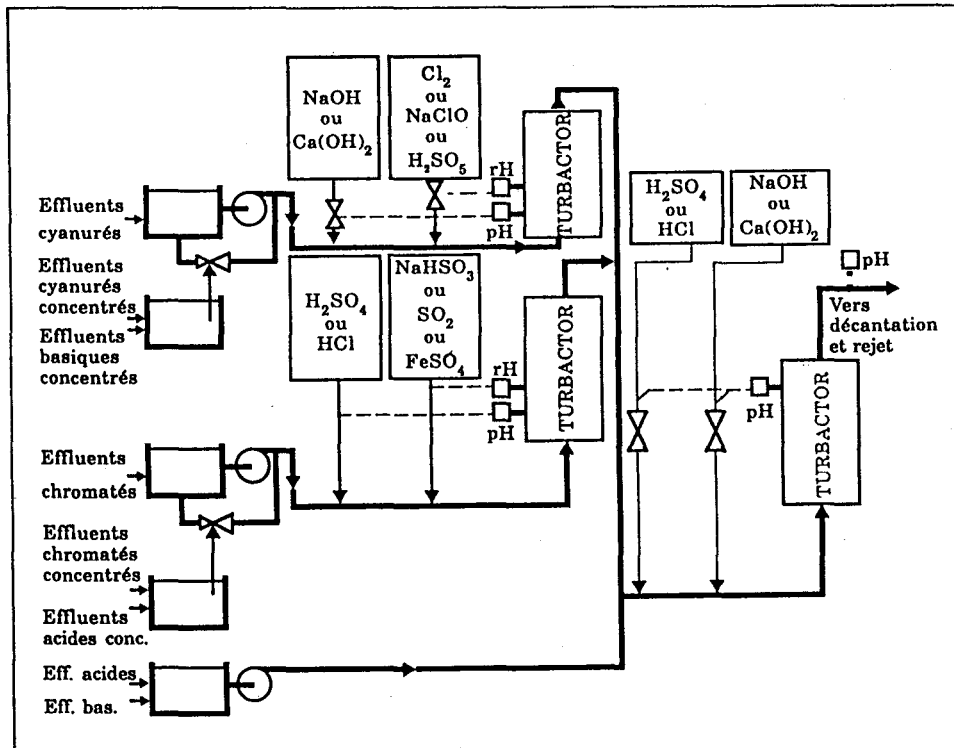 NaOH
ou
Ca(OH)₂
Cl₂
ou
NaClO
ou
H₂SO₅
rH
pH
TURBACTOR
Effluents
cyanurés
Effluents
cyanurés
concentrés
Effluents
basiques
concentrés
H₂SO₄
ou
HCl
NaHSO₃
ou
SO₂
ou
FeSO₄
rH
pH
TURBACTOR
H₂SO₄
ou
HCl
NaOH
ou
Ca(OH)₂
pH
Vers
décantation
et rejet
pH
TURBACTOR
Effluents
chromatés
Effluents
chromatés
concentrés
Effluents
acides conc.
Eff. acides
Eff. bas.